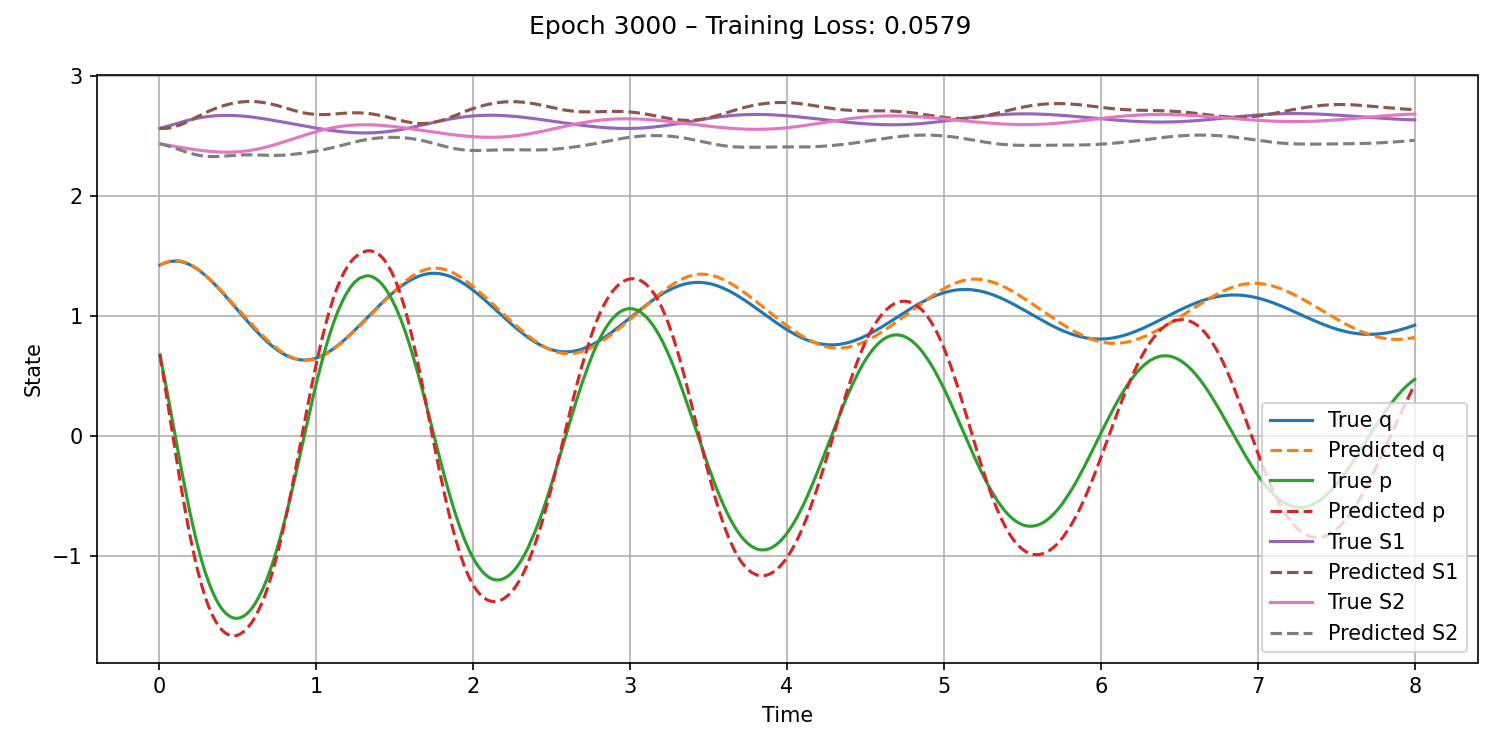 Epoch 3000 – Training Loss: 0.0579
3
2
1
0
−1
State
0 1 2 3 4 5 6 7 8
Time
True q
Predicted q
True p
Predicted p
True S1
Predicted S1
True S2
Predicted S2